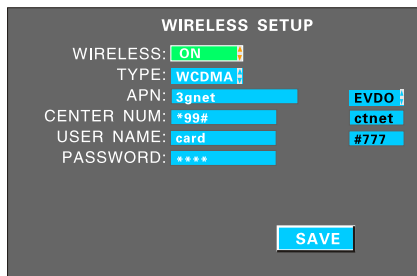 WIRELESS SETUP
WIRELESS: ON
TYPE: WCDMA
APN: 3gnet EVDO
CENTER NUM: *99# ctnet
USER NAME: card #777
PASSWORD: ****
SAVE